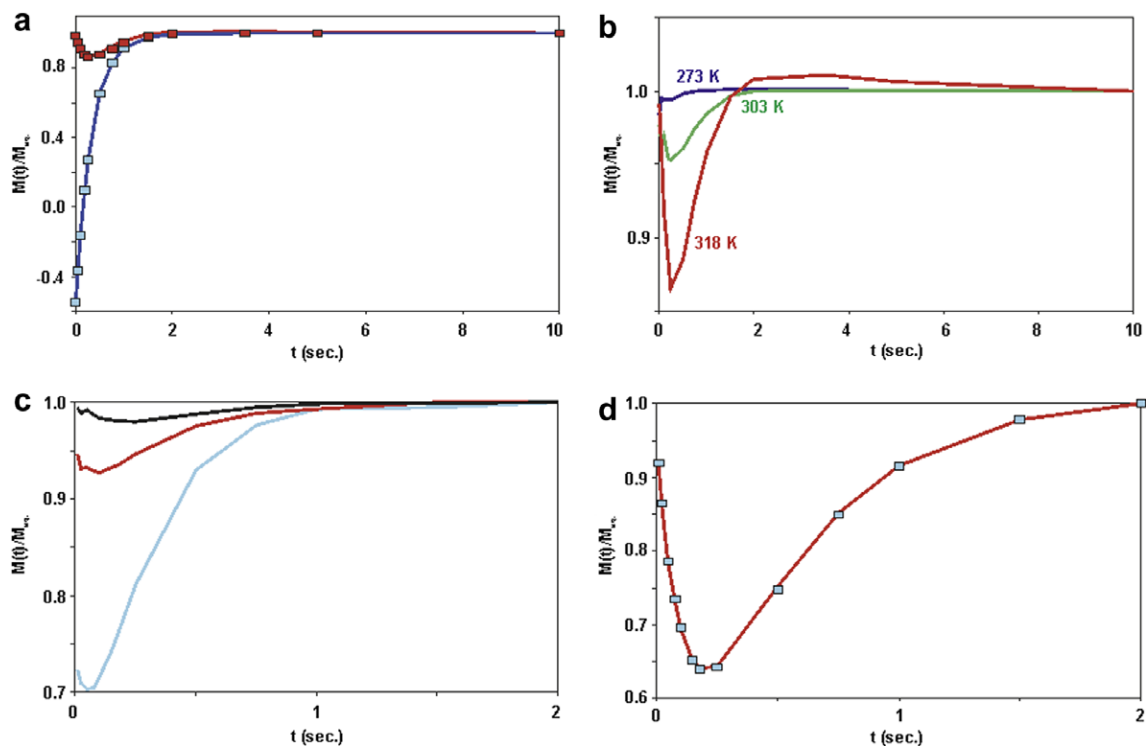 a
M(t)/Meq.
0.8
0.4
0.0
-0.4
0 2 4 6 8 10
t (sec.)
b
M(t)/Meq.
1.0
0.9
273 K
303 K
318 K
0 2 4 6 8 10
t (sec.)
c
M(t)/Meq.
1.0
0.9
0.8
0.7
0 1 2
t (sec.)
d
M(t)/Meq.
1.0
0.9
0.8
0.7
0.6
0 1 2
t (sec.)